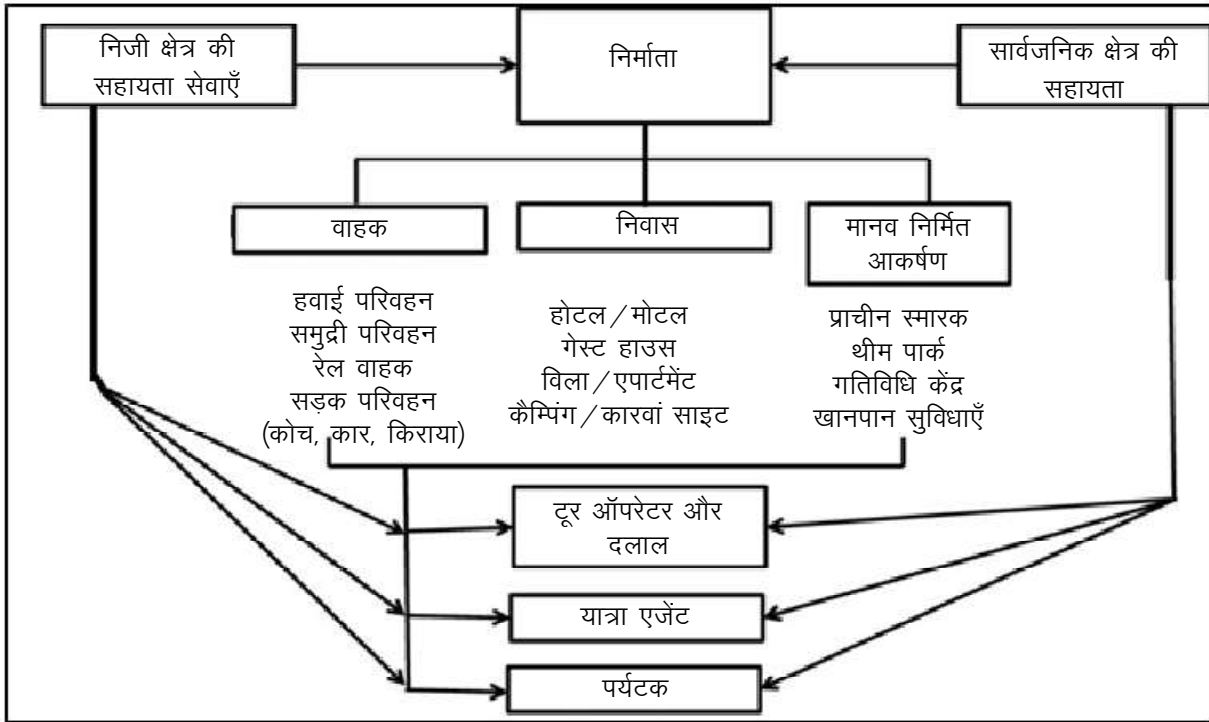 निजी क्षेत्र की
सहायता सेवाएँ
निर्माता
सार्वजनिक क्षेत्र की
सहायता
वाहक
निवास
मानव निर्मित
आकर्षण
हवाई परिवहन
समुद्री परिवहन
रेल वाहक
सड़क परिवहन
(कोच, कार, किराया)
होटल/मोटल
गेस्ट हाउस
विला/एपार्टमेंट
कैम्पिंग/कारवां साइट
प्राचीन स्मारक
थीम पार्क
गतिविधि केंद्र
खानपान सुविधाएँ
टूर ऑपरेटर और
दलाल
यात्रा एजेंट
पर्यटक